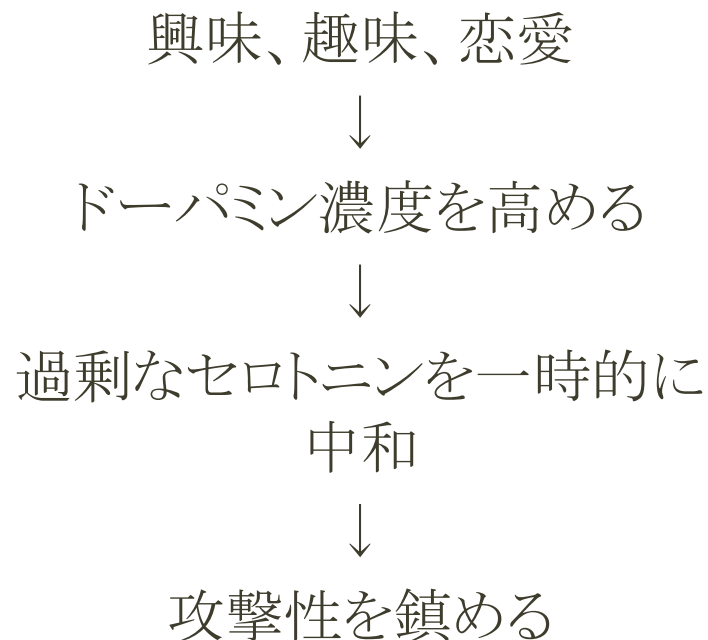 興味、趣味、恋愛
↓
ドーパミン濃度を高める
↓
過剰なセロトニンを一時的に
中和
↓
攻撃性を鎮める